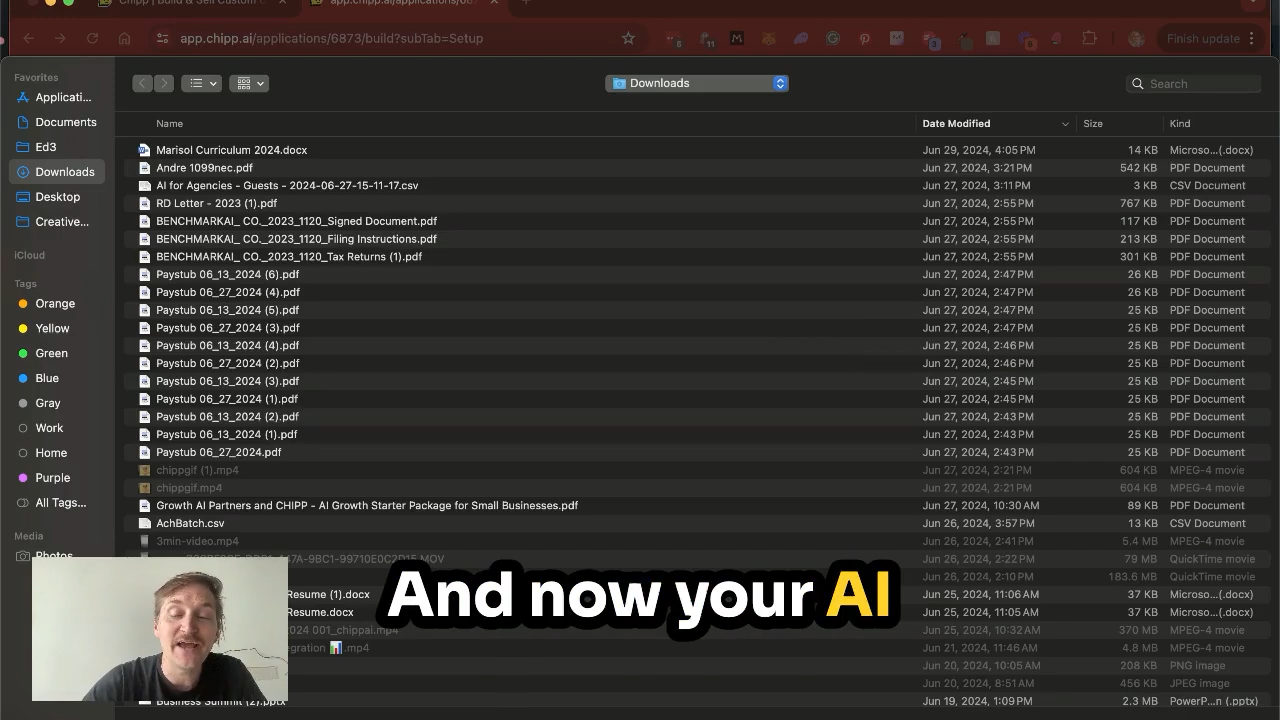 Chipp | Build & Sell Custom
app.chipp.ai/applications/68
app.chipp.ai/applications/6873/build?subTab=Setup
8
11
3
Finish update
Favorites
Applicati...
Documents
Ed3
Downloads
Desktop
Creative...
iCloud
Tags
Orange
Yellow
Green
Blue
Gray
Work
Home
Purple
All Tags...
Media
Photos
Downloads
Search
Name Date Modified Size Kind
Marisol Curriculum 2024.docx Jun 29, 2024, 4:05 PM 14 KB Microso...(.docx)
Andre 1099nec.pdf Jun 27, 2024, 3:21 PM 542 KB PDF Document
AI for Agencies - Guests - 2024-06-27-15-11-17.csv Jun 27, 2024, 3:11 PM 3 KB CSV Document
RD Letter - 2023 (1).pdf Jun 27, 2024, 2:55 PM 767 KB PDF Document
BENCHMARKAI_ CO._2023_1120_Signed Document.pdf Jun 27, 2024, 2:55 PM 117 KB PDF Document
BENCHMARKAI_ CO._2023_1120_Filing Instructions.pdf Jun 27, 2024, 2:55 PM 213 KB PDF Document
BENCHMARKAI_ CO._2023_1120_Tax Returns (1).pdf Jun 27, 2024, 2:55 PM 301 KB PDF Document
Paystub 06_13_2024 (6).pdf Jun 27, 2024, 2:47 PM 26 KB PDF Document
Paystub 06_27_2024 (4).pdf Jun 27, 2024, 2:47 PM 26 KB PDF Document
Paystub 06_13_2024 (5).pdf Jun 27, 2024, 2:47 PM 25 KB PDF Document
Paystub 06_27_2024 (3).pdf Jun 27, 2024, 2:47 PM 25 KB PDF Document
Paystub 06_13_2024 (4).pdf Jun 27, 2024, 2:46 PM 25 KB PDF Document
Paystub 06_27_2024 (2).pdf Jun 27, 2024, 2:46 PM 25 KB PDF Document
Paystub 06_13_2024 (3).pdf Jun 27, 2024, 2:45 PM 25 KB PDF Document
Paystub 06_27_2024 (1).pdf Jun 27, 2024, 2:45 PM 25 KB PDF Document
Paystub 06_13_2024 (2).pdf Jun 27, 2024, 2:43 PM 25 KB PDF Document
Paystub 06_13_2024 (1).pdf Jun 27, 2024, 2:43 PM 25 KB PDF Document
Paystub 06_27_2024.pdf Jun 27, 2024, 2:43 PM 25 KB PDF Document
chippgif (1).mp4 Jun 27, 2024, 2:21 PM 604 KB MPEG-4 movie
chippgif.mp4 Jun 27, 2024, 2:21 PM 604 KB MPEG-4 movie
Growth AI Partners and CHIPP - AI Growth Starter Package for Small Businesses.pdf Jun 27, 2024, 10:30 AM 89 KB PDF Document
AchBatch.csv Jun 26, 2024, 3:57 PM 13 KB CSV Document
3min-video.mp4 Jun 26, 2024, 2:41 PM 5.4 MB MPEG-4 movie
-9BC1-99710E0C2D15.MOV Jun 26, 2024, 2:22 PM 79 MB QuickTime movie
Jun 26, 2024, 2:10 PM 183.6 MB QuickTime movie
Resume (1).docx Jun 25, 2024, 11:06 AM 44 KB Microso...(.docx)
Resume.docx Jun 25, 2024, 11:05 AM 44 KB Microso...(.docx)
2024 001_chippai.mp4 Jun 25, 2024, 10:32 AM 370 MB MPEG-4 movie
tegration 📊.mp4 Jun 21, 2024, 11:46 AM 4.8 MB MPEG-4 movie
Jun 20, 2024, 10:05 AM 208 KB PNG image
Jun 20, 2024, 8:51 AM 456 KB JPEG image
Business Summit (2).pptx Jun 19, 2024, 1:09 PM 2.3 MB PowerP...n (.pptx)
And now your AI